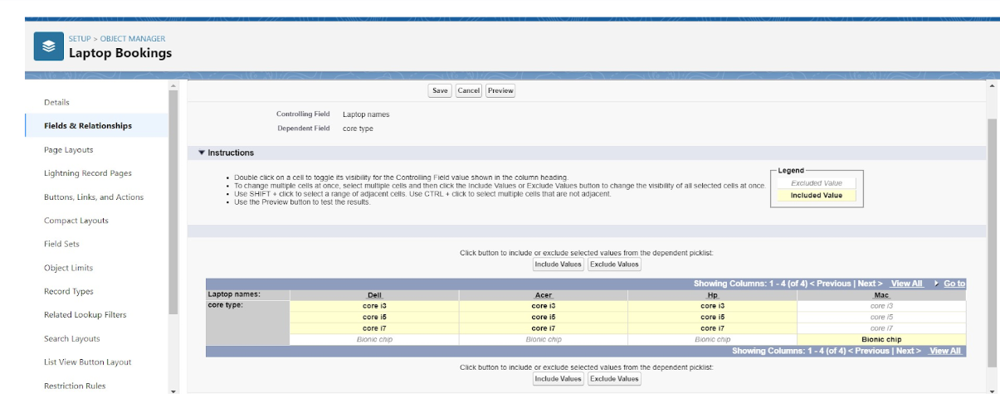 SETUP > OBJECT MANAGER
Laptop Bookings
Details
Fields & Relationships
Page Layouts
Lightning Record Pages
Buttons, Links, and Actions
Compact Layouts
Field Sets
Object Limits
Record Types
Related Lookup Filters
Search Layouts
List View Button Layout
Restriction Rules
Save Cancel Preview
Controlling Field Laptop names
Dependent Field core type
Instructions
• Double click on a cell to toggle its visibility for the Controlling Field value shown in the column heading.
• To change multiple cells at once, select multiple cells and then click the Include Values or Exclude Values button to change the visibility of all selected cells at once.
• Use SHIFT + click to select a range of adjacent cells. Use CTRL + click to select multiple cells that are not adjacent.
• Use the Preview button to test the results.
Legend
Excluded Value
Included Value
Click button to include or exclude selected values from the dependent picklist:
Include Values Exclude Values
Showing Columns: 1 - 4 (of 4) < Previous | Next > View All Go to
Laptop names: Dell Acer Hp Mac
core type: core i3 core i3 core i3 core i3
core i5 core i5 core i5 core i5
core i7 core i7 core i7 core i7
Bionic chip Bionic chip Bionic chip Bionic chip
Showing Columns: 1 - 4 (of 4) < Previous | Next > View All
Click button to include or exclude selected values from the dependent picklist:
Include Values Exclude Values